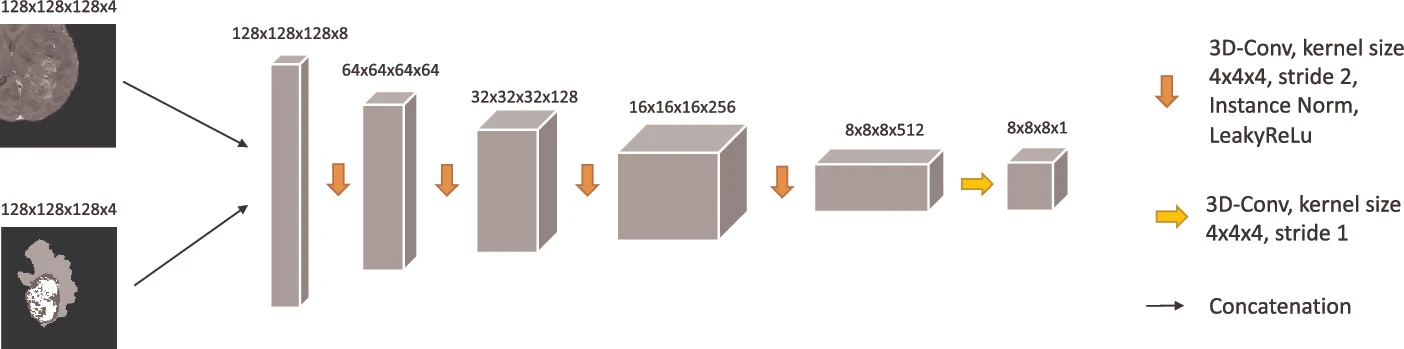 128x128x128x4
128x128x128x4
128x128x128x8
64x64x64x64
32x32x32x128
16x16x16x256
8x8x8x512
8x8x8x1
3D-Conv, kernel size
4x4x4, stride 2,
Instance Norm,
LeakyReLu
3D-Conv, kernel size
4x4x4, stride 1
Concatenation